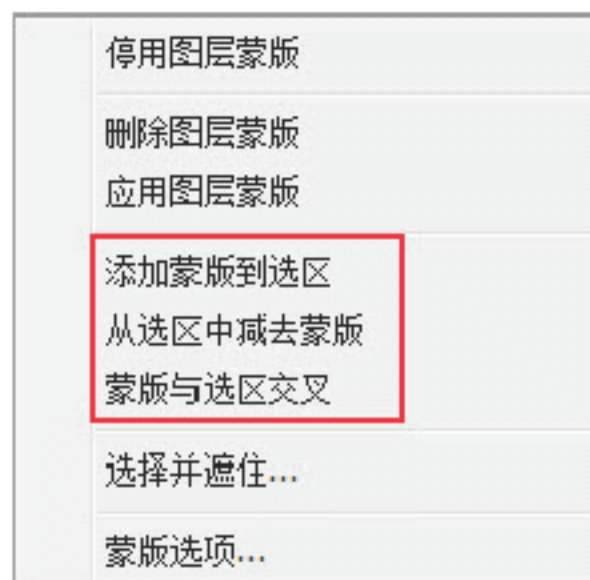 停用图层蒙版
删除图层蒙版
应用图层蒙版
添加蒙版到选区
从选区中减去蒙版
蒙版与选区交叉
选择并遮住...
蒙版选项...